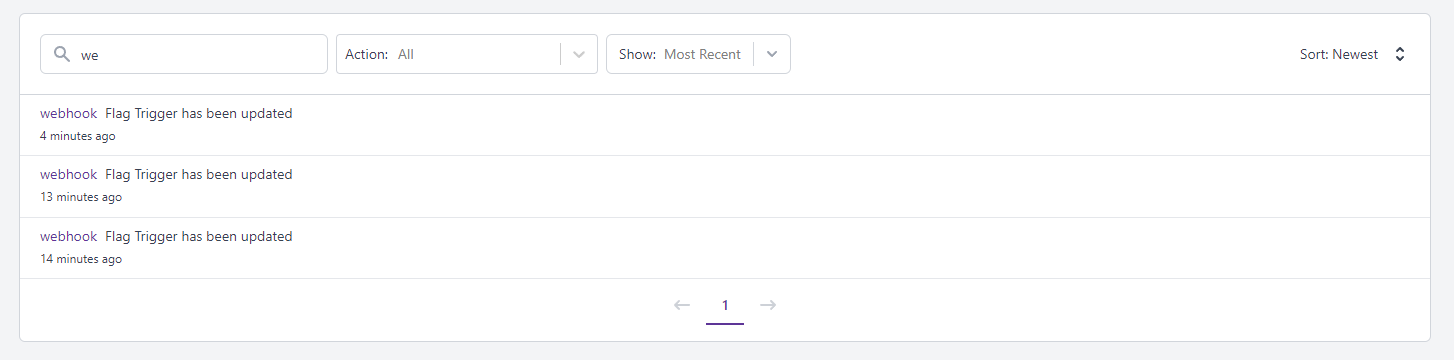 we Action: All Show: Most Recent Sort: Newest
webhook Flag Trigger has been updated
4 minutes ago
webhook Flag Trigger has been updated
13 minutes ago
webhook Flag Trigger has been updated
14 minutes ago
1